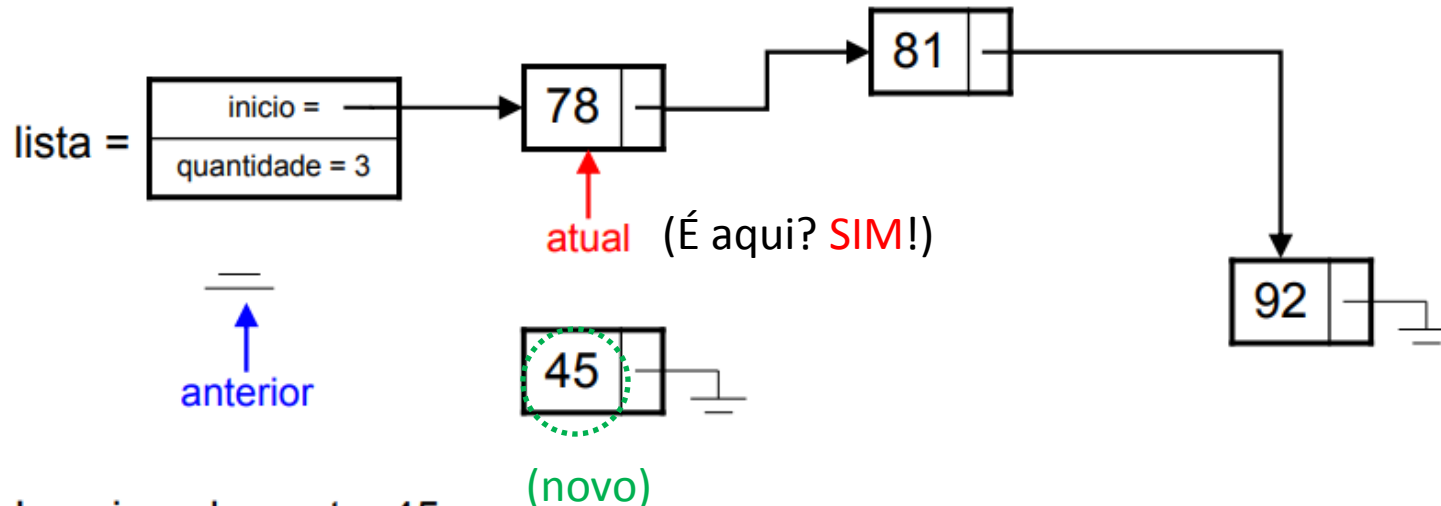 lista =
inicio =
quantidade = 3
78
81
atual (É aqui? SIM!)
92
anterior
45
(novo)